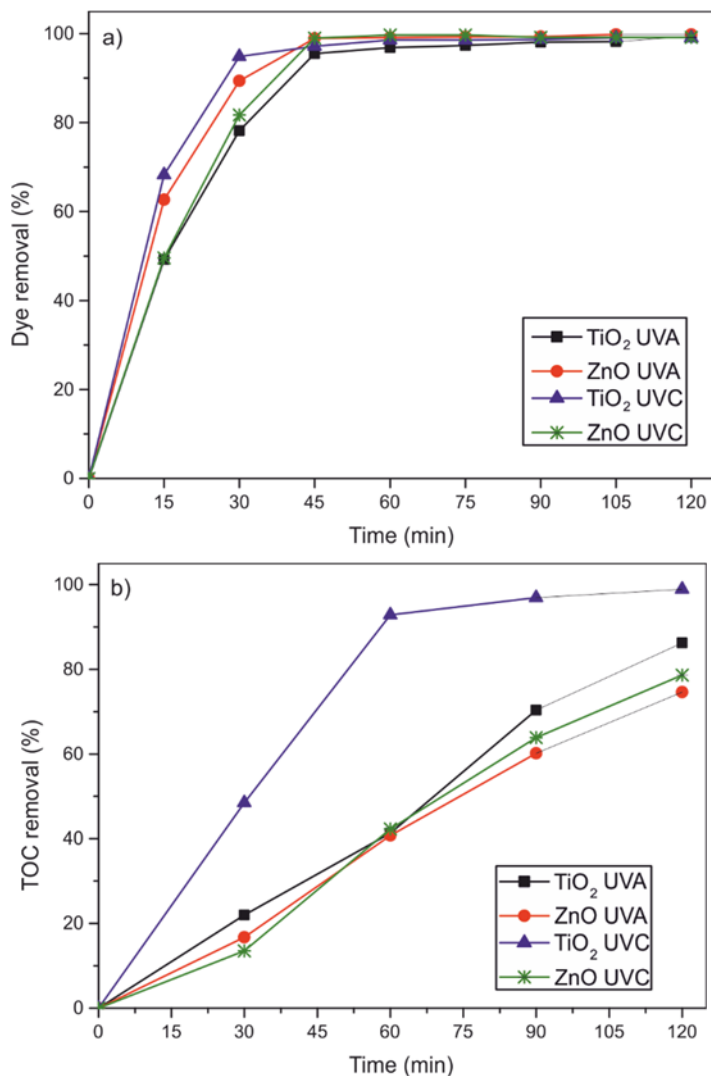 a)
Dye removal (%)
100
80
60
40
20
0
TiO₂ UVA
ZnO UVA
TiO₂ UVC
ZnO UVC
0 15 30 45 60 75 90 105 120
Time (min)
b)
TOC removal (%)
100
80
60
40
20
0
TiO₂ UVA
ZnO UVA
TiO₂ UVC
ZnO UVC
0 15 30 45 60 75 90 105 120
Time (min)